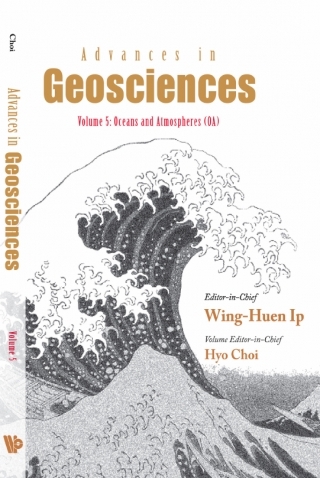 Choi
Advances in
Geosciences
Volume 5
Advances in
Geosciences
Volume 5: Oceans and Atmospheres (OA)
Editor-in-Chief
Wing-Huen Ip
Volume Editor-in-Chief
Hyo Choi